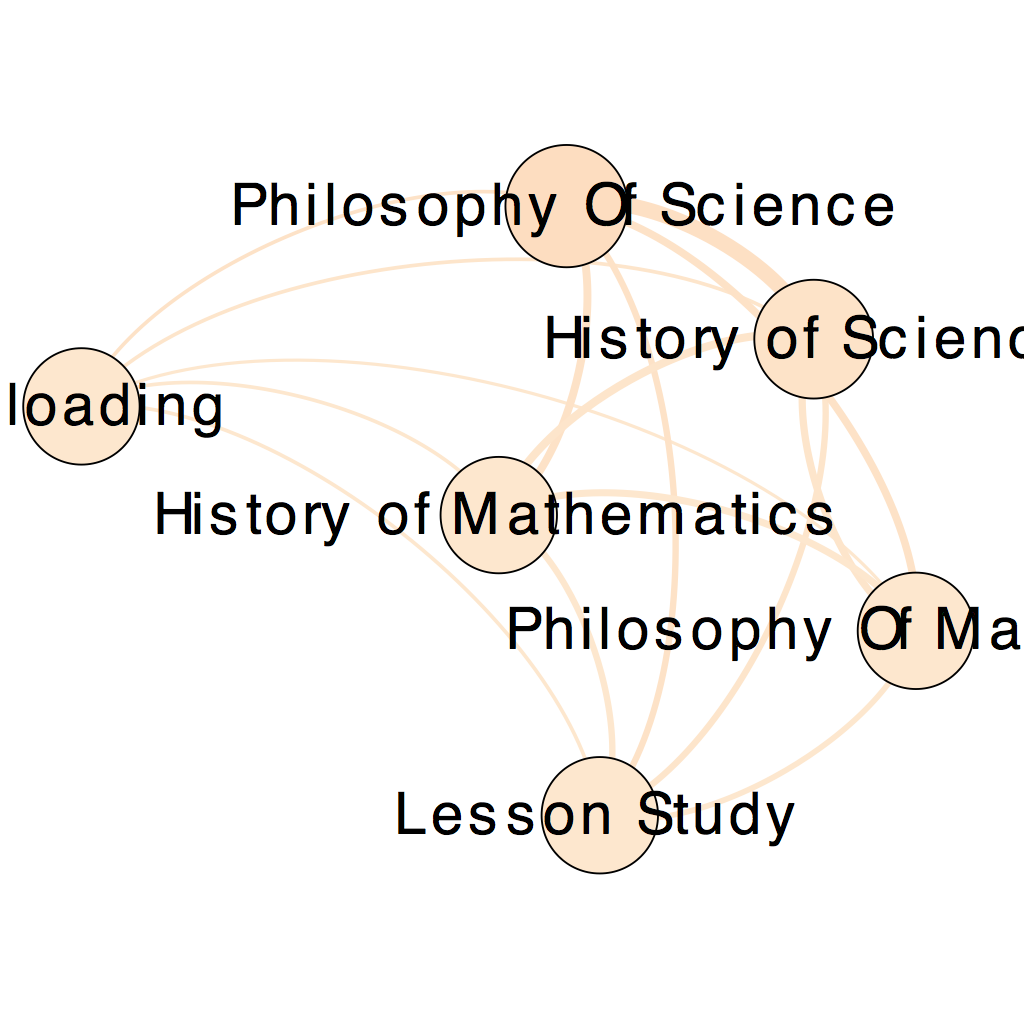 Philosophy Of Science
History of Scienc
loading
History of Mathematics
Philosophy Of Ma
Lesson Study